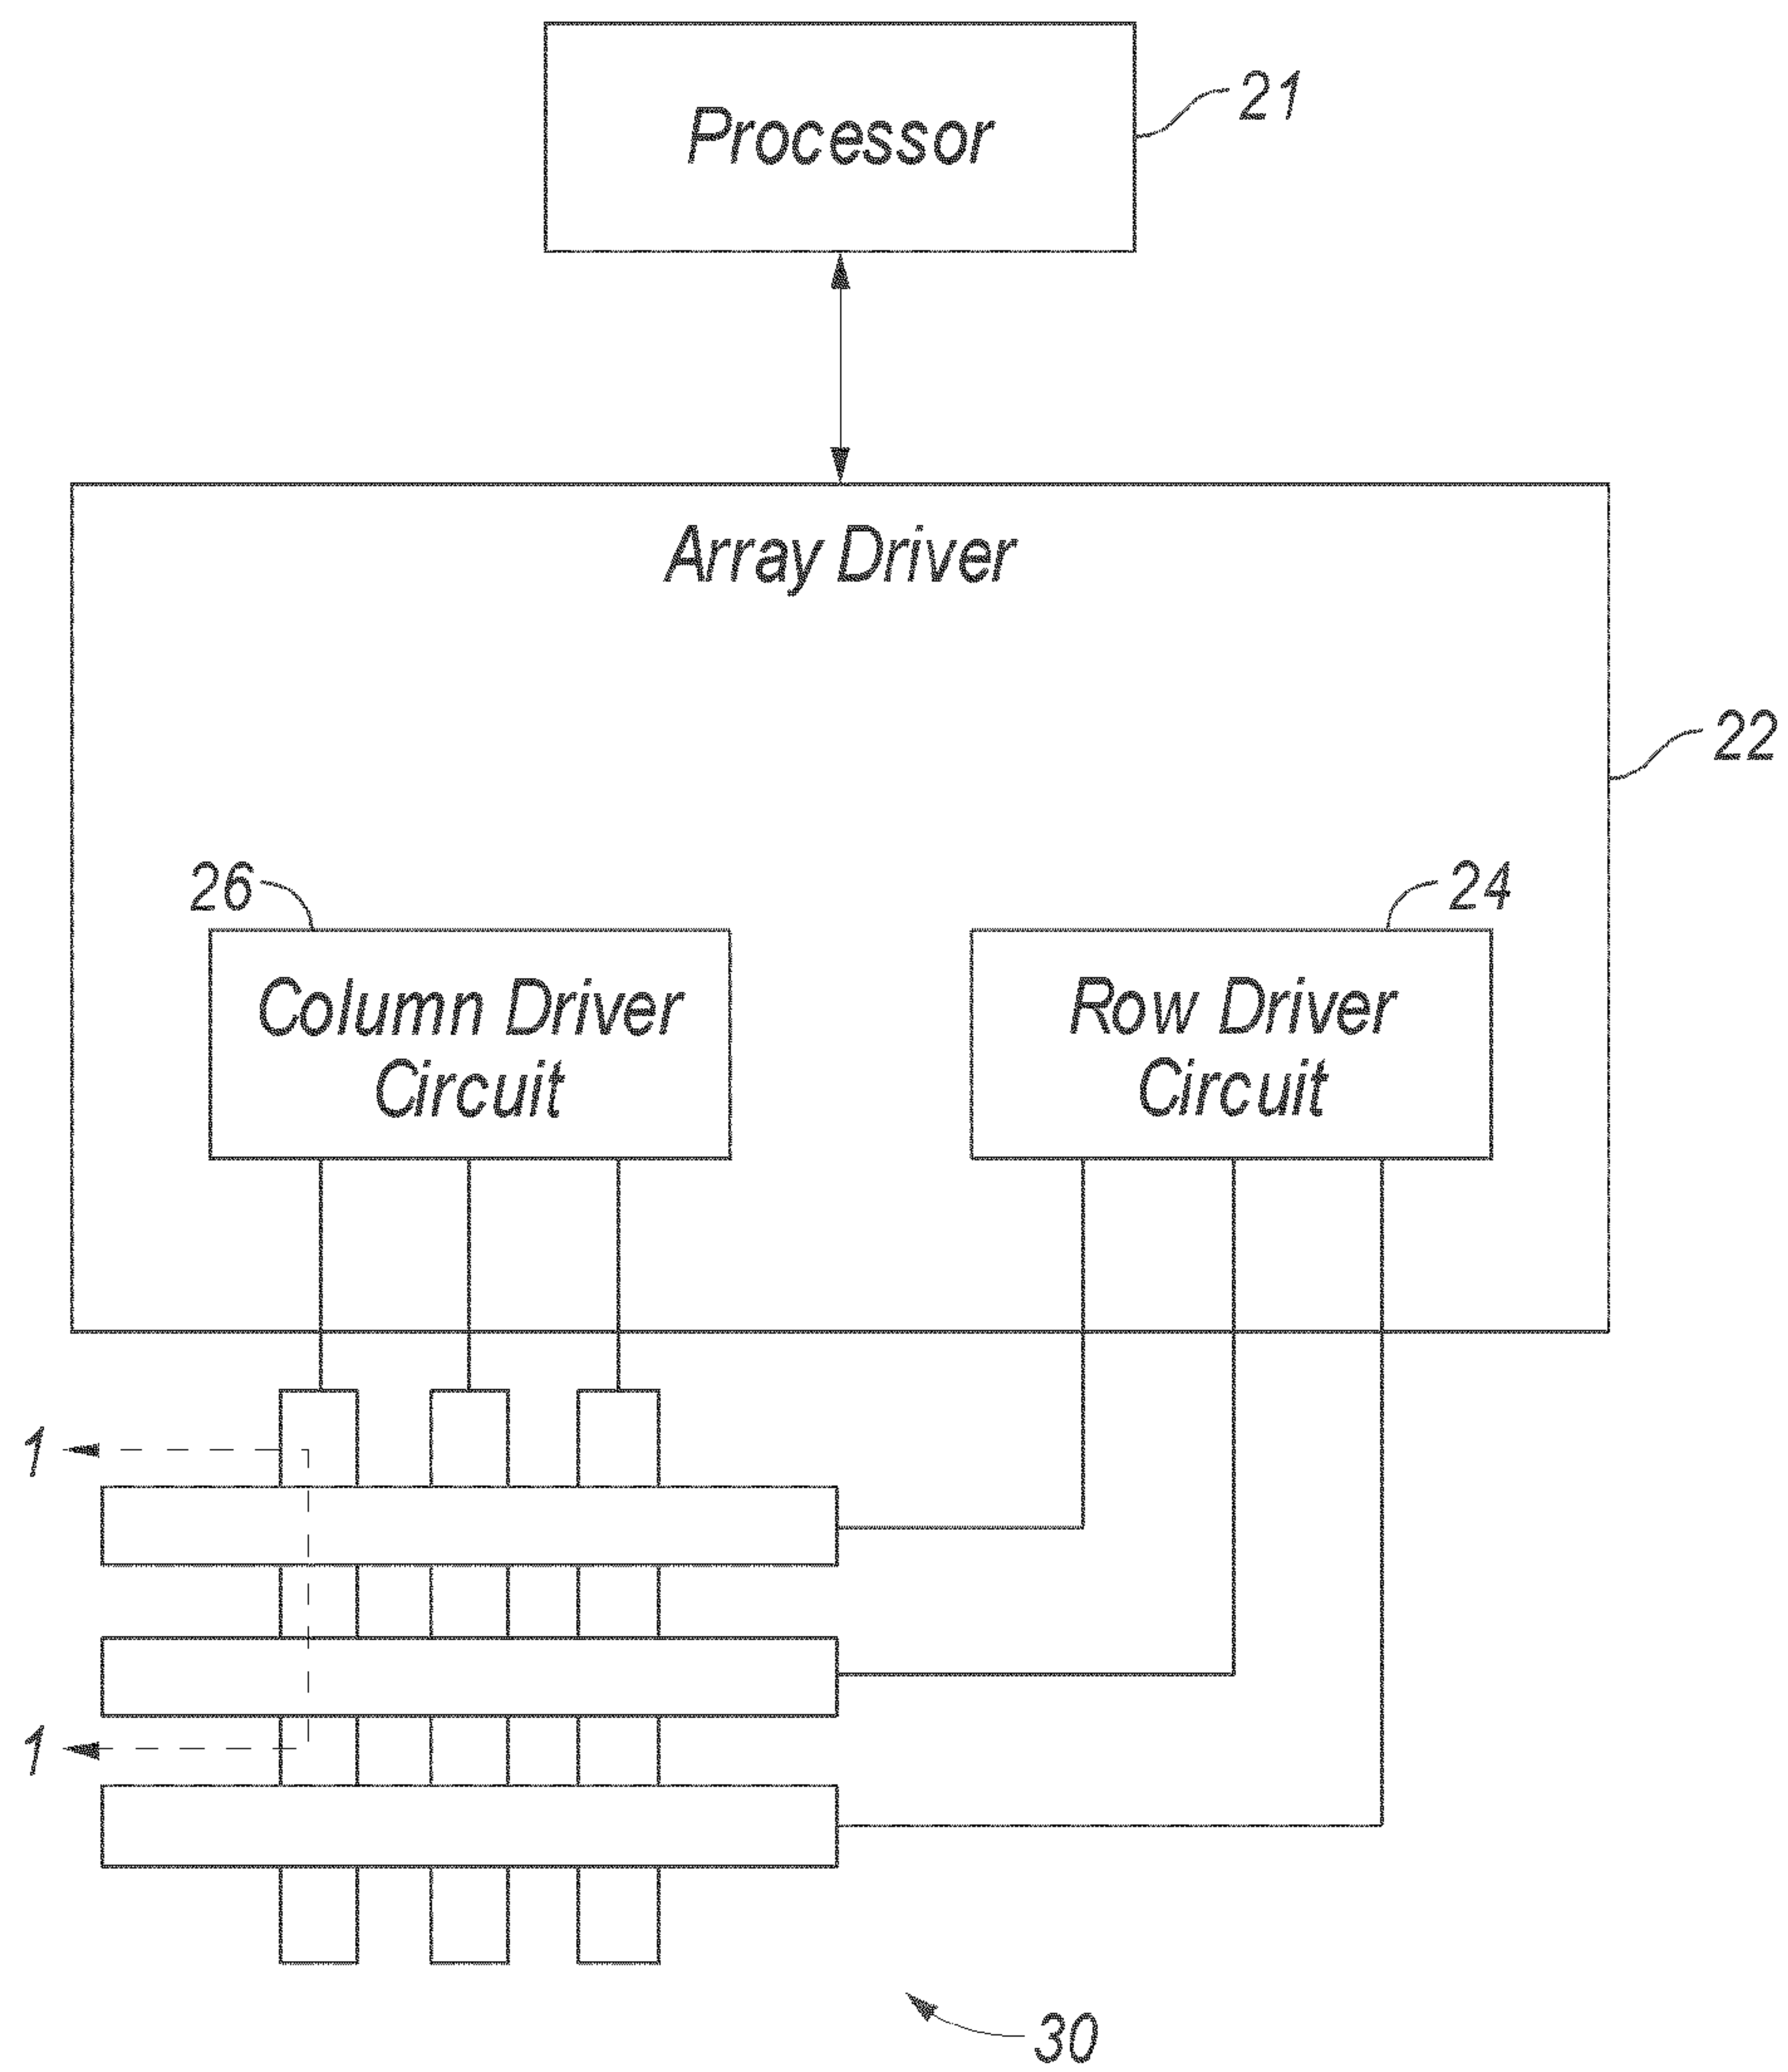 Processor
21
Array Driver
22
26
24
Column Driver
Circuit
Row Driver
Circuit
1
1
30